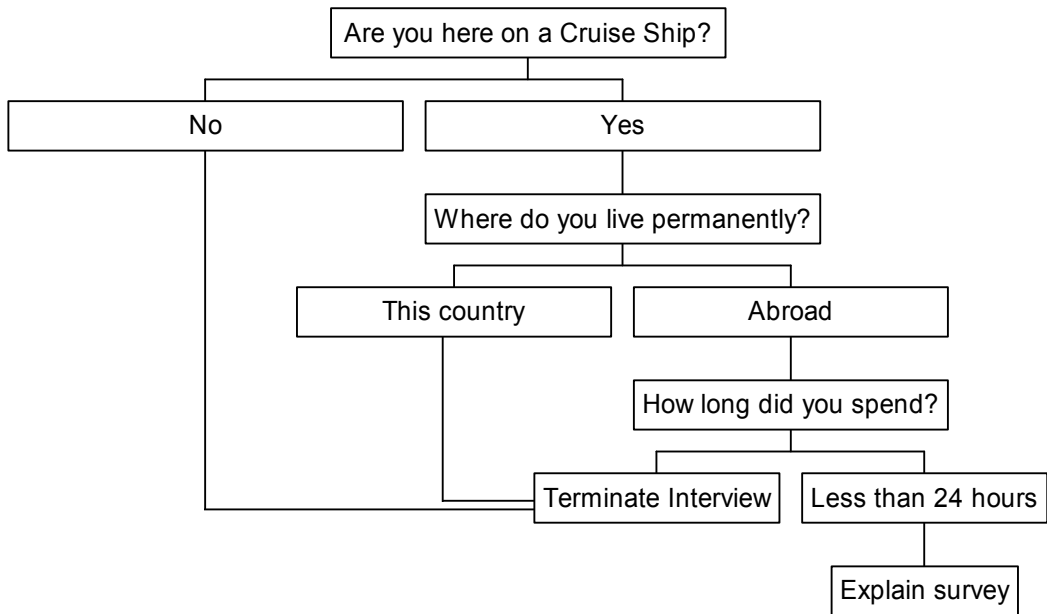 Are you here on a Cruise Ship?
No
Yes
Where do you live permanently?
This country
Abroad
How long did you spend?
Terminate Interview
Less than 24 hours
Explain survey